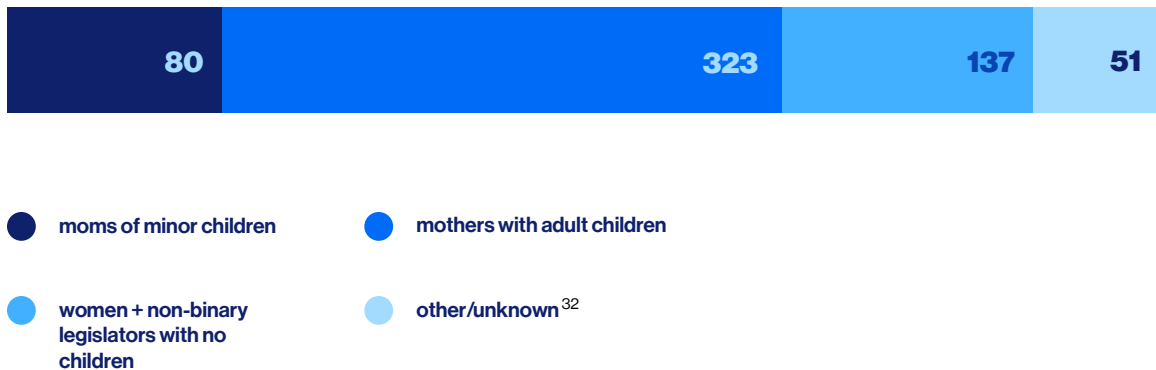 80 323 137 51
moms of minor children
mothers with adult children
women + non-binary
legislators with no
children
other/unknown 32